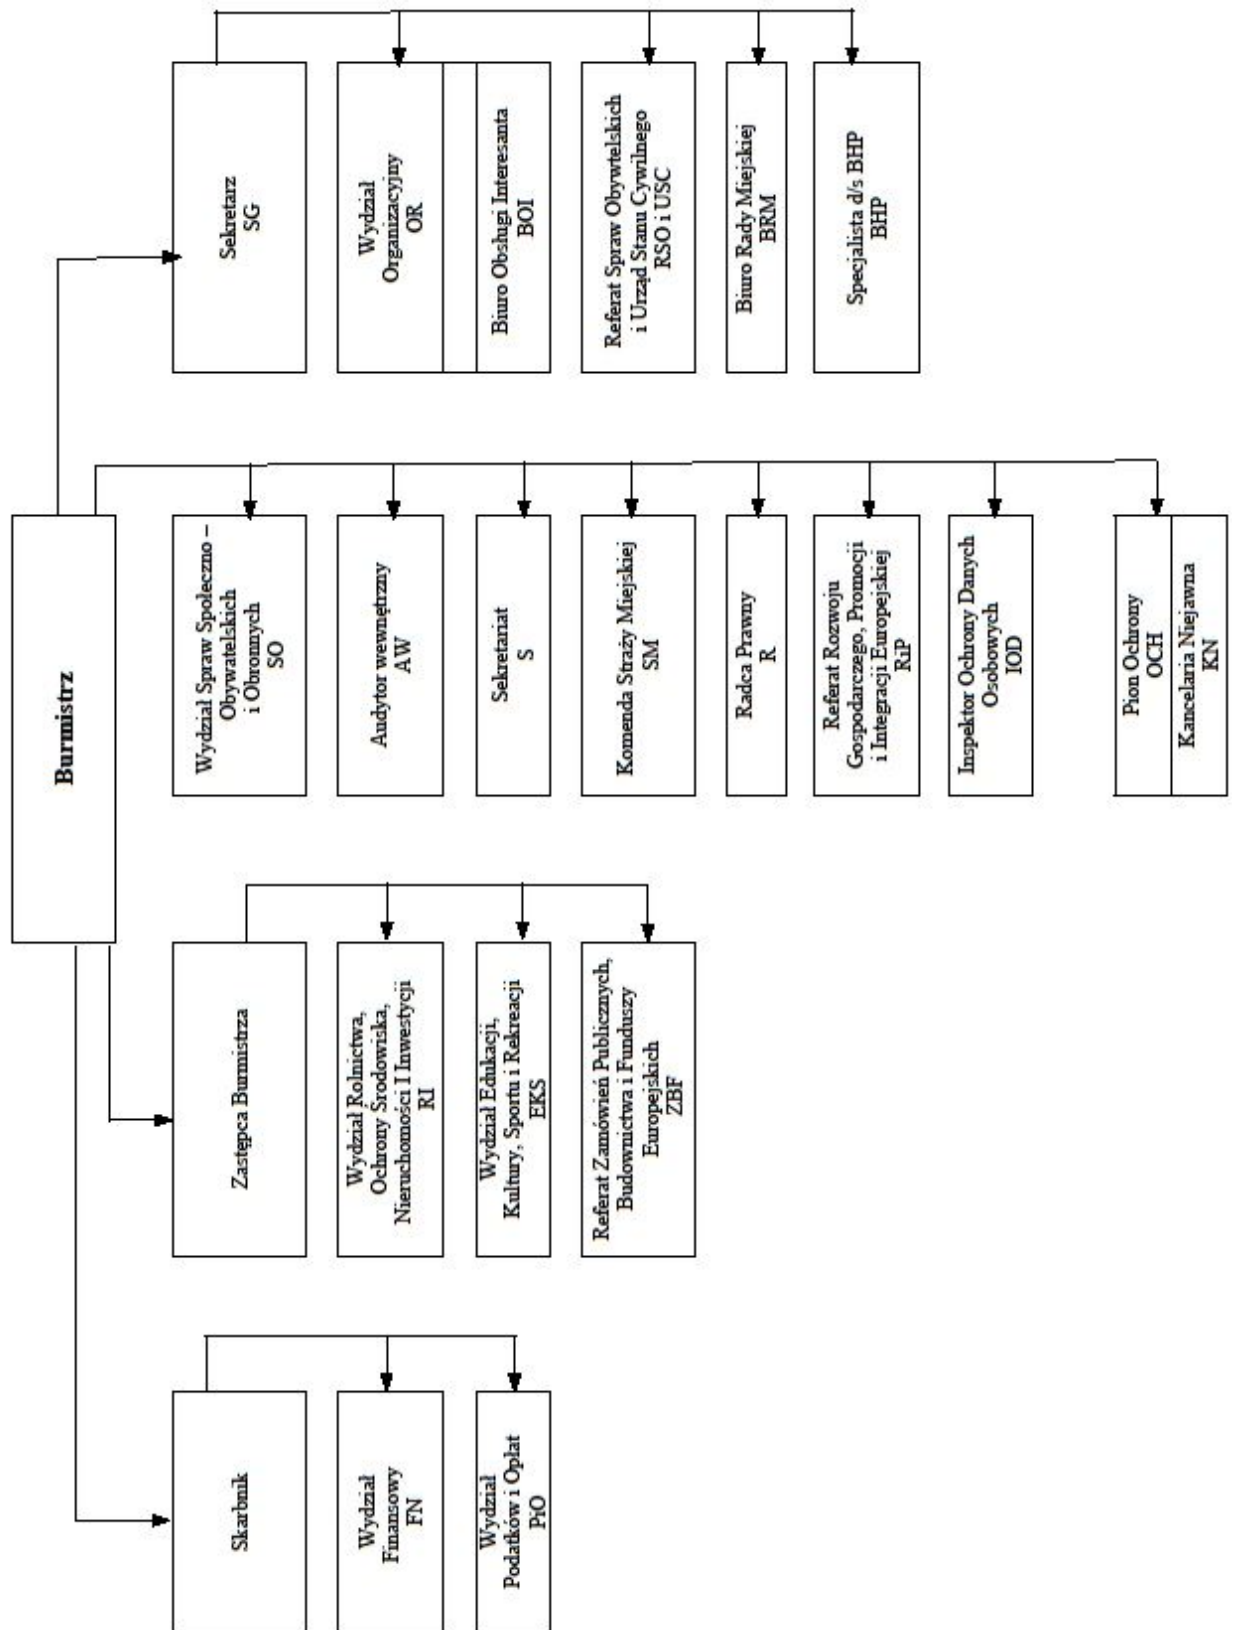 Burmistrz
Skarbnik
Wydział
Finansowy
FN
Wydział
Podatków i Opłat
PiO
Zastępca Burmistrza
Wydział Rolnictwa,
Ochrony Środowiska,
Nieruchomości I Inwestycji
RI
Wydział Edukacji,
Kultury, Sportu i Rekreacji
EKS
Referat Zamówień Publicznych,
Budownictwa i Funduszy
Europejskich
ZBF
Wydział Spraw Społeczno –
Obywatelskich
i Obronnych
SO
Audytor wewnętrzny
AW
Sekretariat
S
Komenda Straży Miejskiej
SM
Radca Prawny
R
Referat Rozwoju
Gospodarczego, Promocji
i Integracji Europejskiej
RiP
Inspektor Ochrony Danych
Osobowych
IOD
Pion Ochrony
OCH
Kancelaria Niejawna
KN
Sekretarz
SG
Wydział
Organizacyjny
OR
Biuro Obsługi Interesanta
BOI
Referat Spraw Obywtelskich
i Urząd Stanu Cywilnego
RSO i USC
Biuro Rady Miejskiej
BRM
Specjalista d/s BHP
BHP